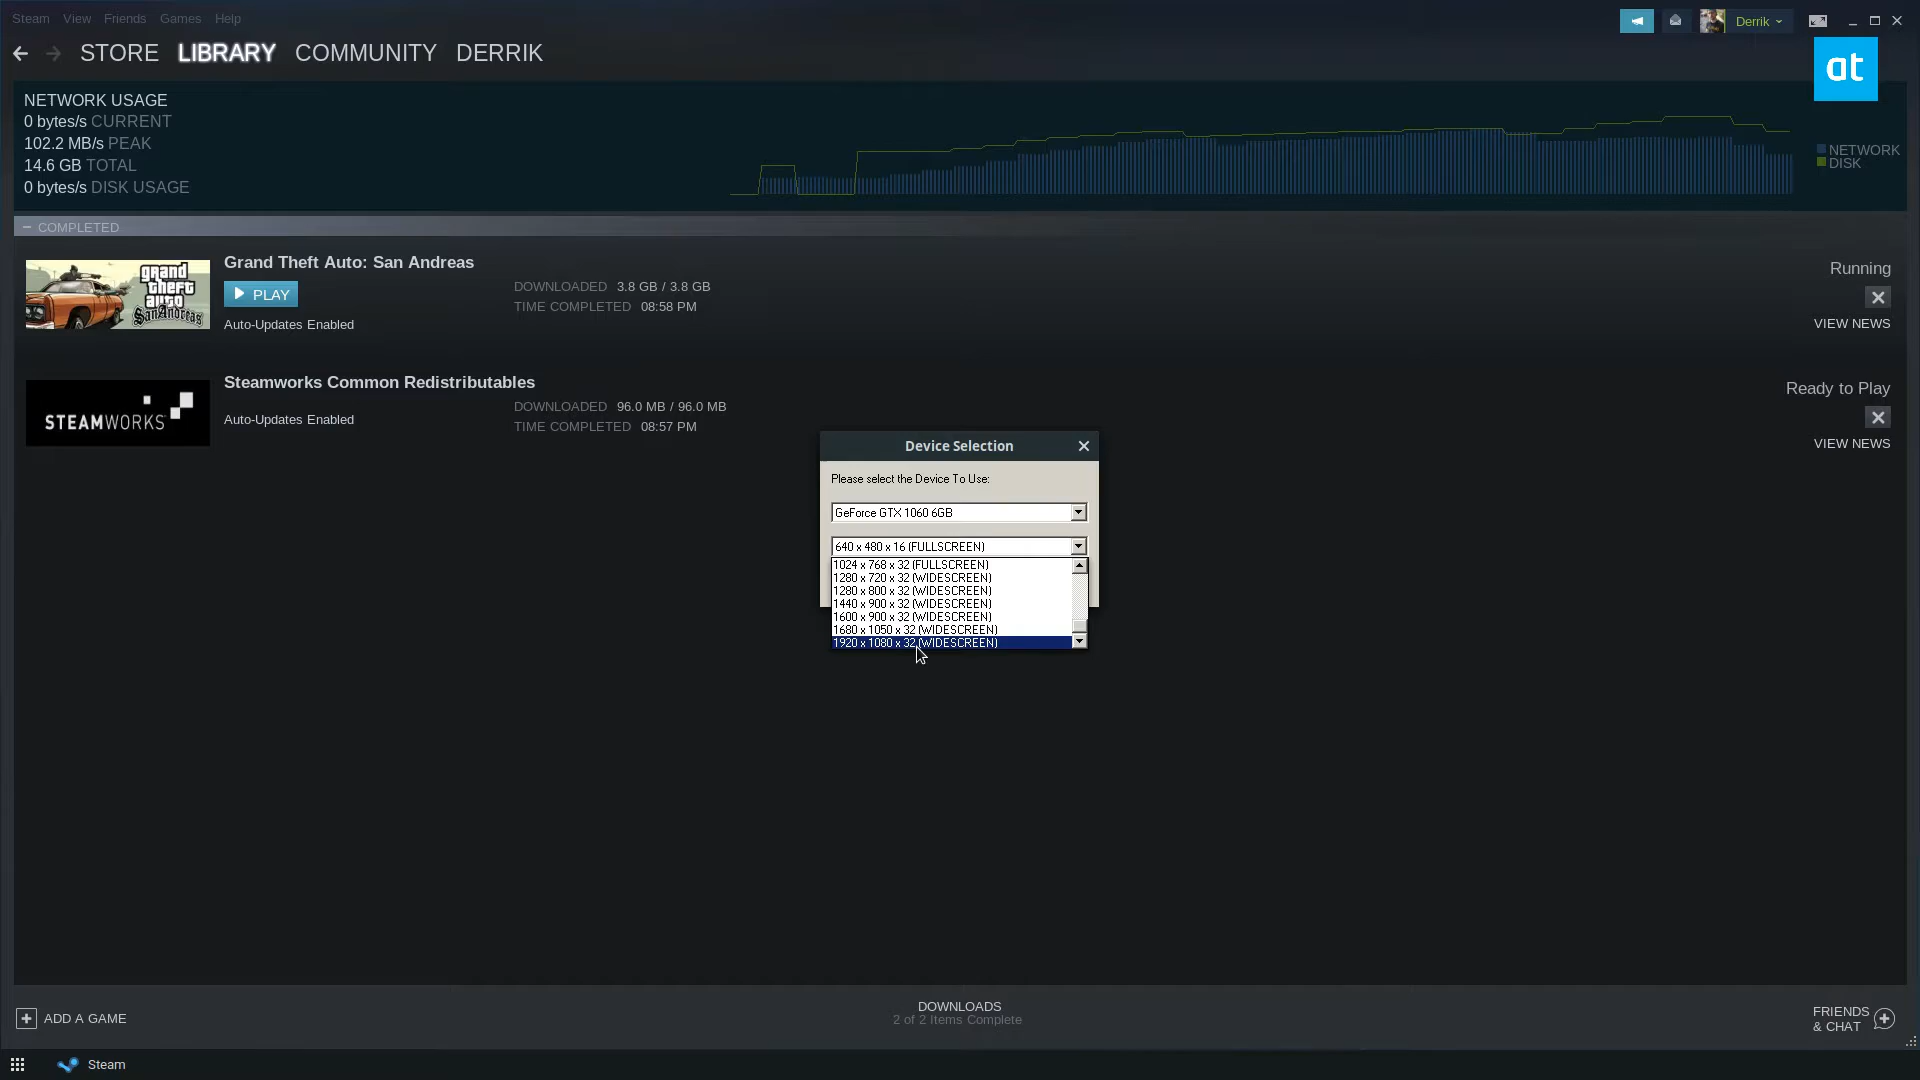 Steam View Friends Games Help
Derrik
STORE LIBRARY COMMUNITY DERRIK
at
NETWORK USAGE
0 bytes/s CURRENT
102.2 MB/s PEAK
14.6 GB TOTAL
0 bytes/s DISK USAGE
NETWORK
DISK
COMPLETED
grand theft auto San Andreas
Grand Theft Auto: San Andreas
PLAY
Auto-Updates Enabled
DOWNLOADED 3.8 GB / 3.8 GB
TIME COMPLETED 08:58 PM
Running
VIEW NEWS
STEAMWORKS
Steamworks Common Redistributables
Auto-Updates Enabled
DOWNLOADED 96.0 MB / 96.0 MB
TIME COMPLETED 08:57 PM
Ready to Play
VIEW NEWS
Device Selection
Please select the Device To Use:
GeForce GTX 1060 6GB
640 x 480 x 16 (FULLSCREEN)
1024 x 768 x 32 (FULLSCREEN)
1280 x 720 x 32 (WIDESCREEN)
1280 x 800 x 32 (WIDESCREEN)
1440 x 900 x 32 (WIDESCREEN)
1600 x 900 x 32 (WIDESCREEN)
1680 x 1050 x 32 (WIDESCREEN)
1920 x 1080 x 32 (WIDESCREEN)
ADD A GAME
DOWNLOADS
2 of 2 Items Complete
FRIENDS
& CHAT
Steam